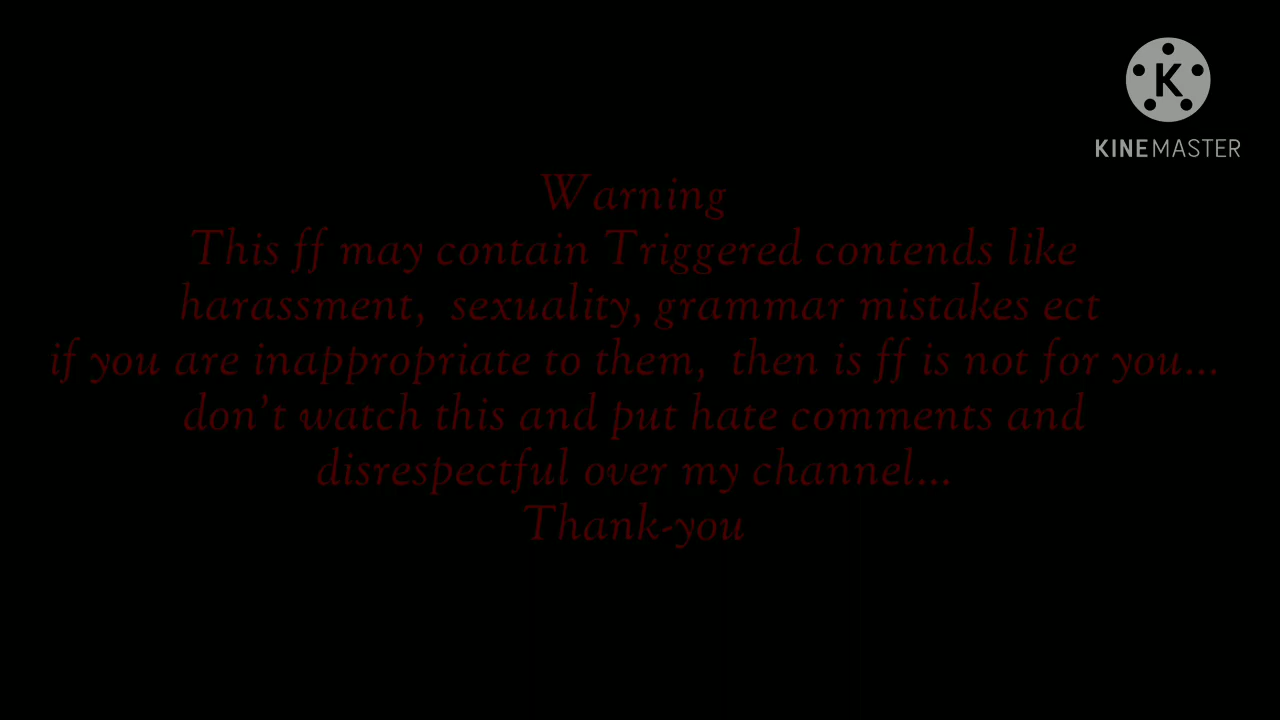 K
KINEMASTER
Warning
This ff may contain Triggered contends like
harassment, sexuality, grammar mistakes ect
if you are inappropriate to them, then is ff is not for you...
don't watch this and put hate comments and
disrespectful over my channel...
Thank-you